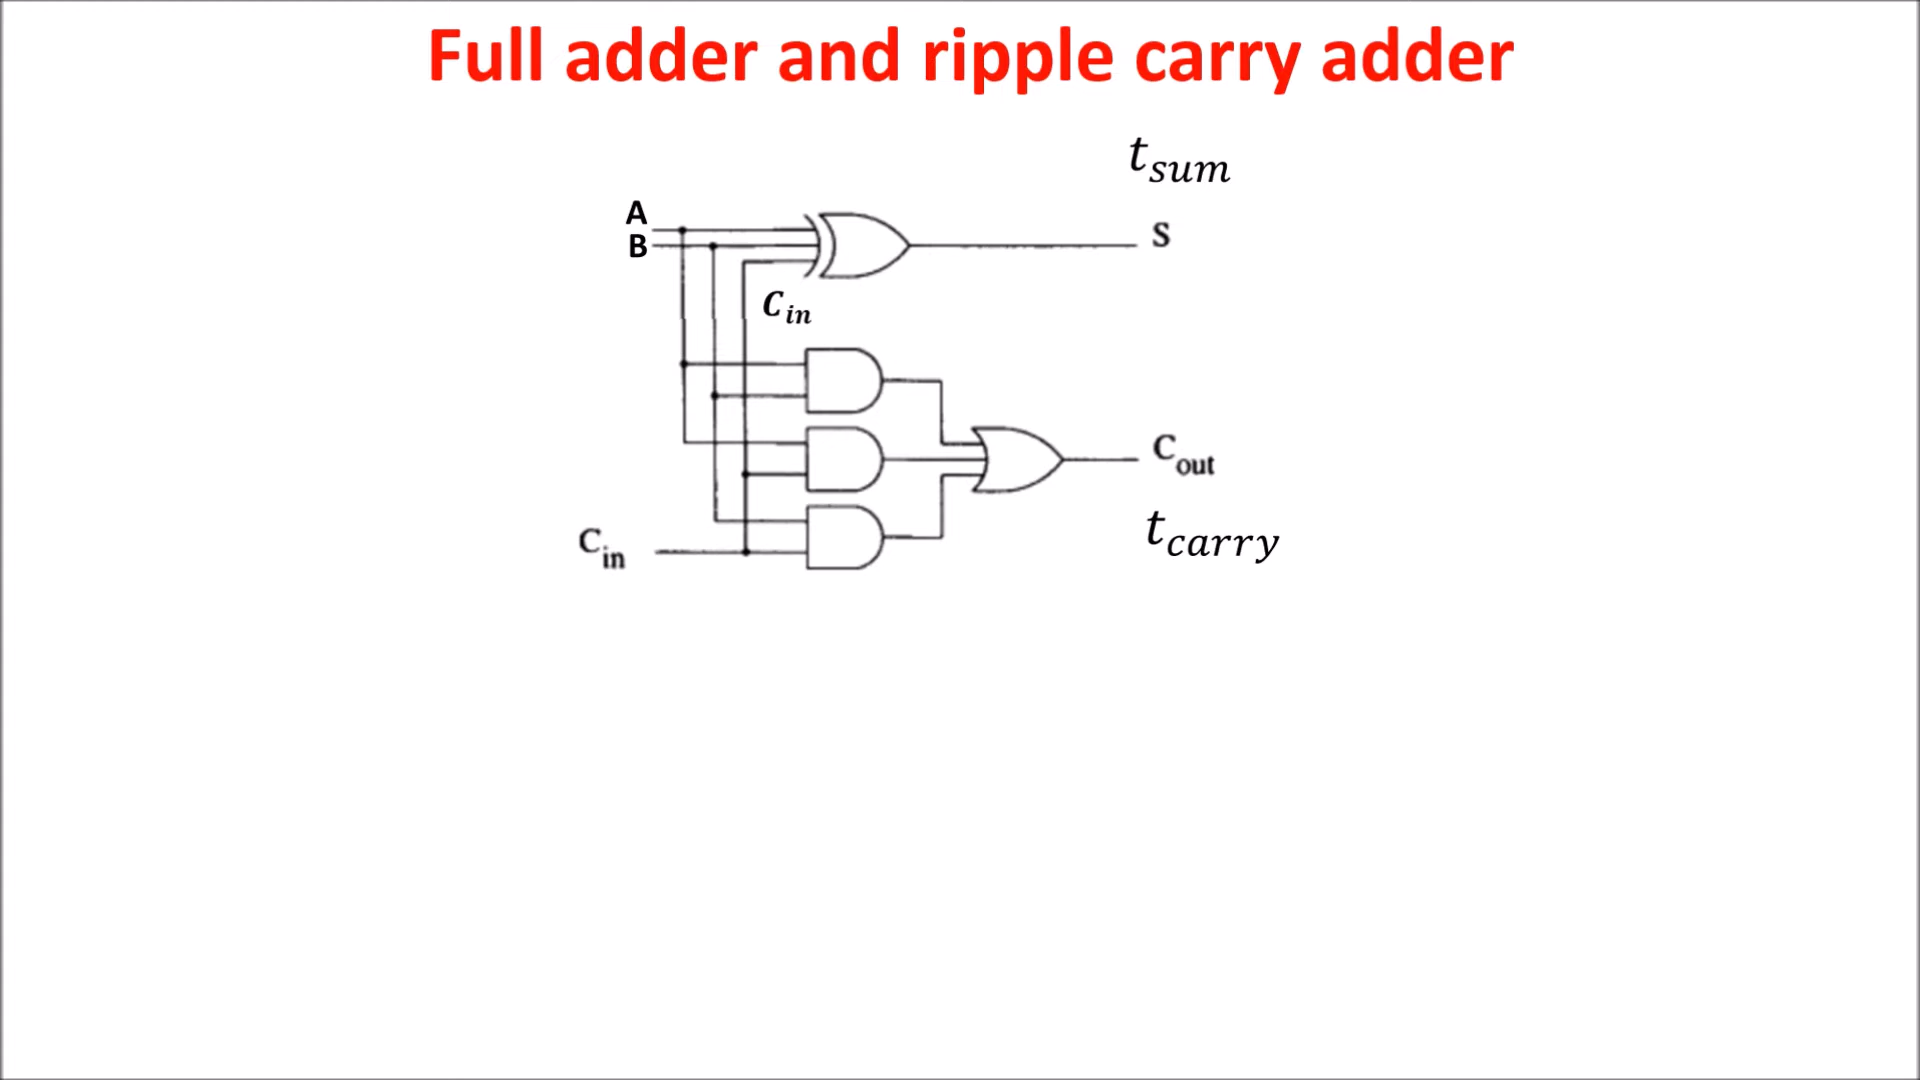 Full adder and ripple carry adder
t_sum
A
B
S
C_in
C_out
C_in
t_carry